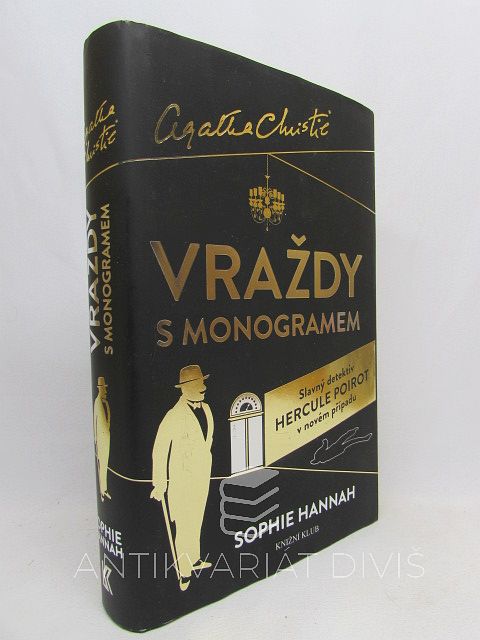 Agatha Christie
VRAŽDY
S MONOGRAMEM
Slavný detektiv
HERCULE POIROT
v novém případu
SOPHIE HANNAH
KNIŽNÍ KLUB
Agatha
Christie
VRAŽDY
S MONOGRAMEM
SOPHIE
HANNAH
ANTIKVARIÁT DIVIŠ